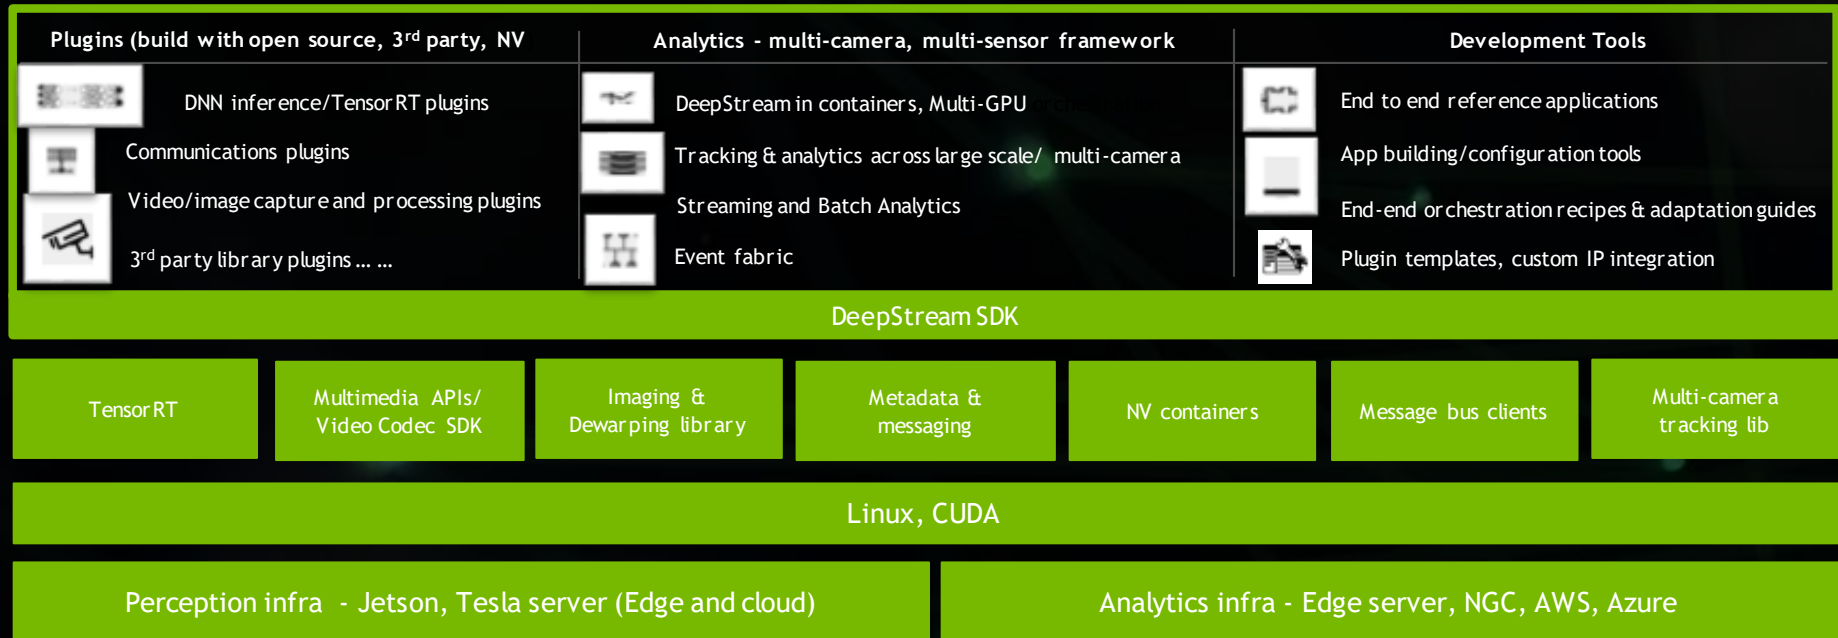 Plugins (build with open source, 3rd party, NV
Analytics - multi-camera, multi-sensor framework
Development Tools
DNN inference/TensorRT plugins
Communications plugins
Video/image capture and processing plugins
3rd party library plugins … …
DeepStream in containers, Multi-GPU orchestration
Tracking & analytics across large scale/ multi-camera
Streaming and Batch Analytics
Event fabric
End to end reference applications
App building/configuration tools
End-end orchestration recipes & adaptation guides
Plugin templates, custom IP integration
DeepStream SDK
TensorRT
Multimedia APIs/
Video Codec SDK
Imaging &
Dewarping library
Metadata &
messaging
NV containers
Message bus clients
Multi-camera
tracking lib
Linux, CUDA
Perception infra - Jetson, Tesla server (Edge and cloud)
Analytics infra - Edge server, NGC, AWS, Azure